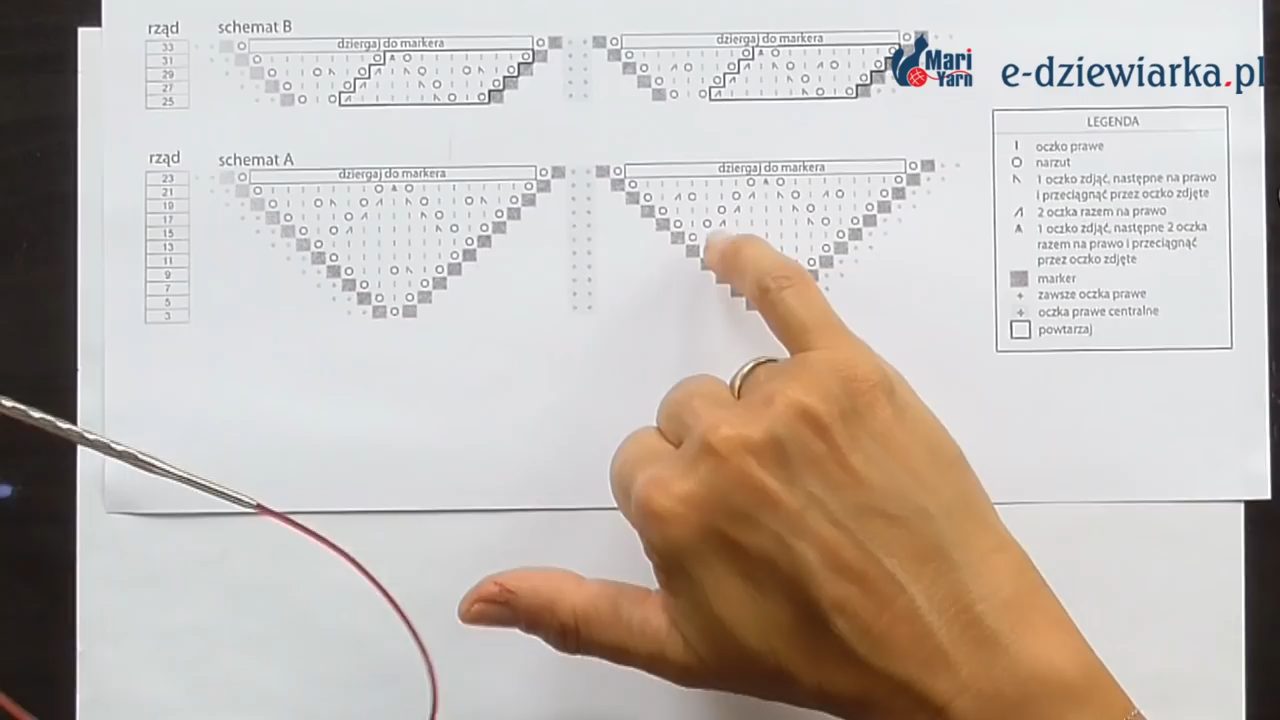 rząd
schemat B
33
31
29
27
25
dziergaj do markera
dziergaj do markera
rząd
schemat A
23
21
19
17
15
13
11
9
7
5
3
dziergaj do markera
dziergaj do markera
Mari
Yarn
e-dziewiarka.pl
LEGENDA
oczko prawe
narzut
1 oczko zdjąć, następne na prawo
i przeciągnąć przez oczko zdjęte
2 oczka razem na prawo
1 oczko zdjąć, następne 2 oczka
razem na prawo i przeciągnąć
przez oczko zdjęte
marker
zawsze oczka prawe
oczka prawe centralne
powtarzaj